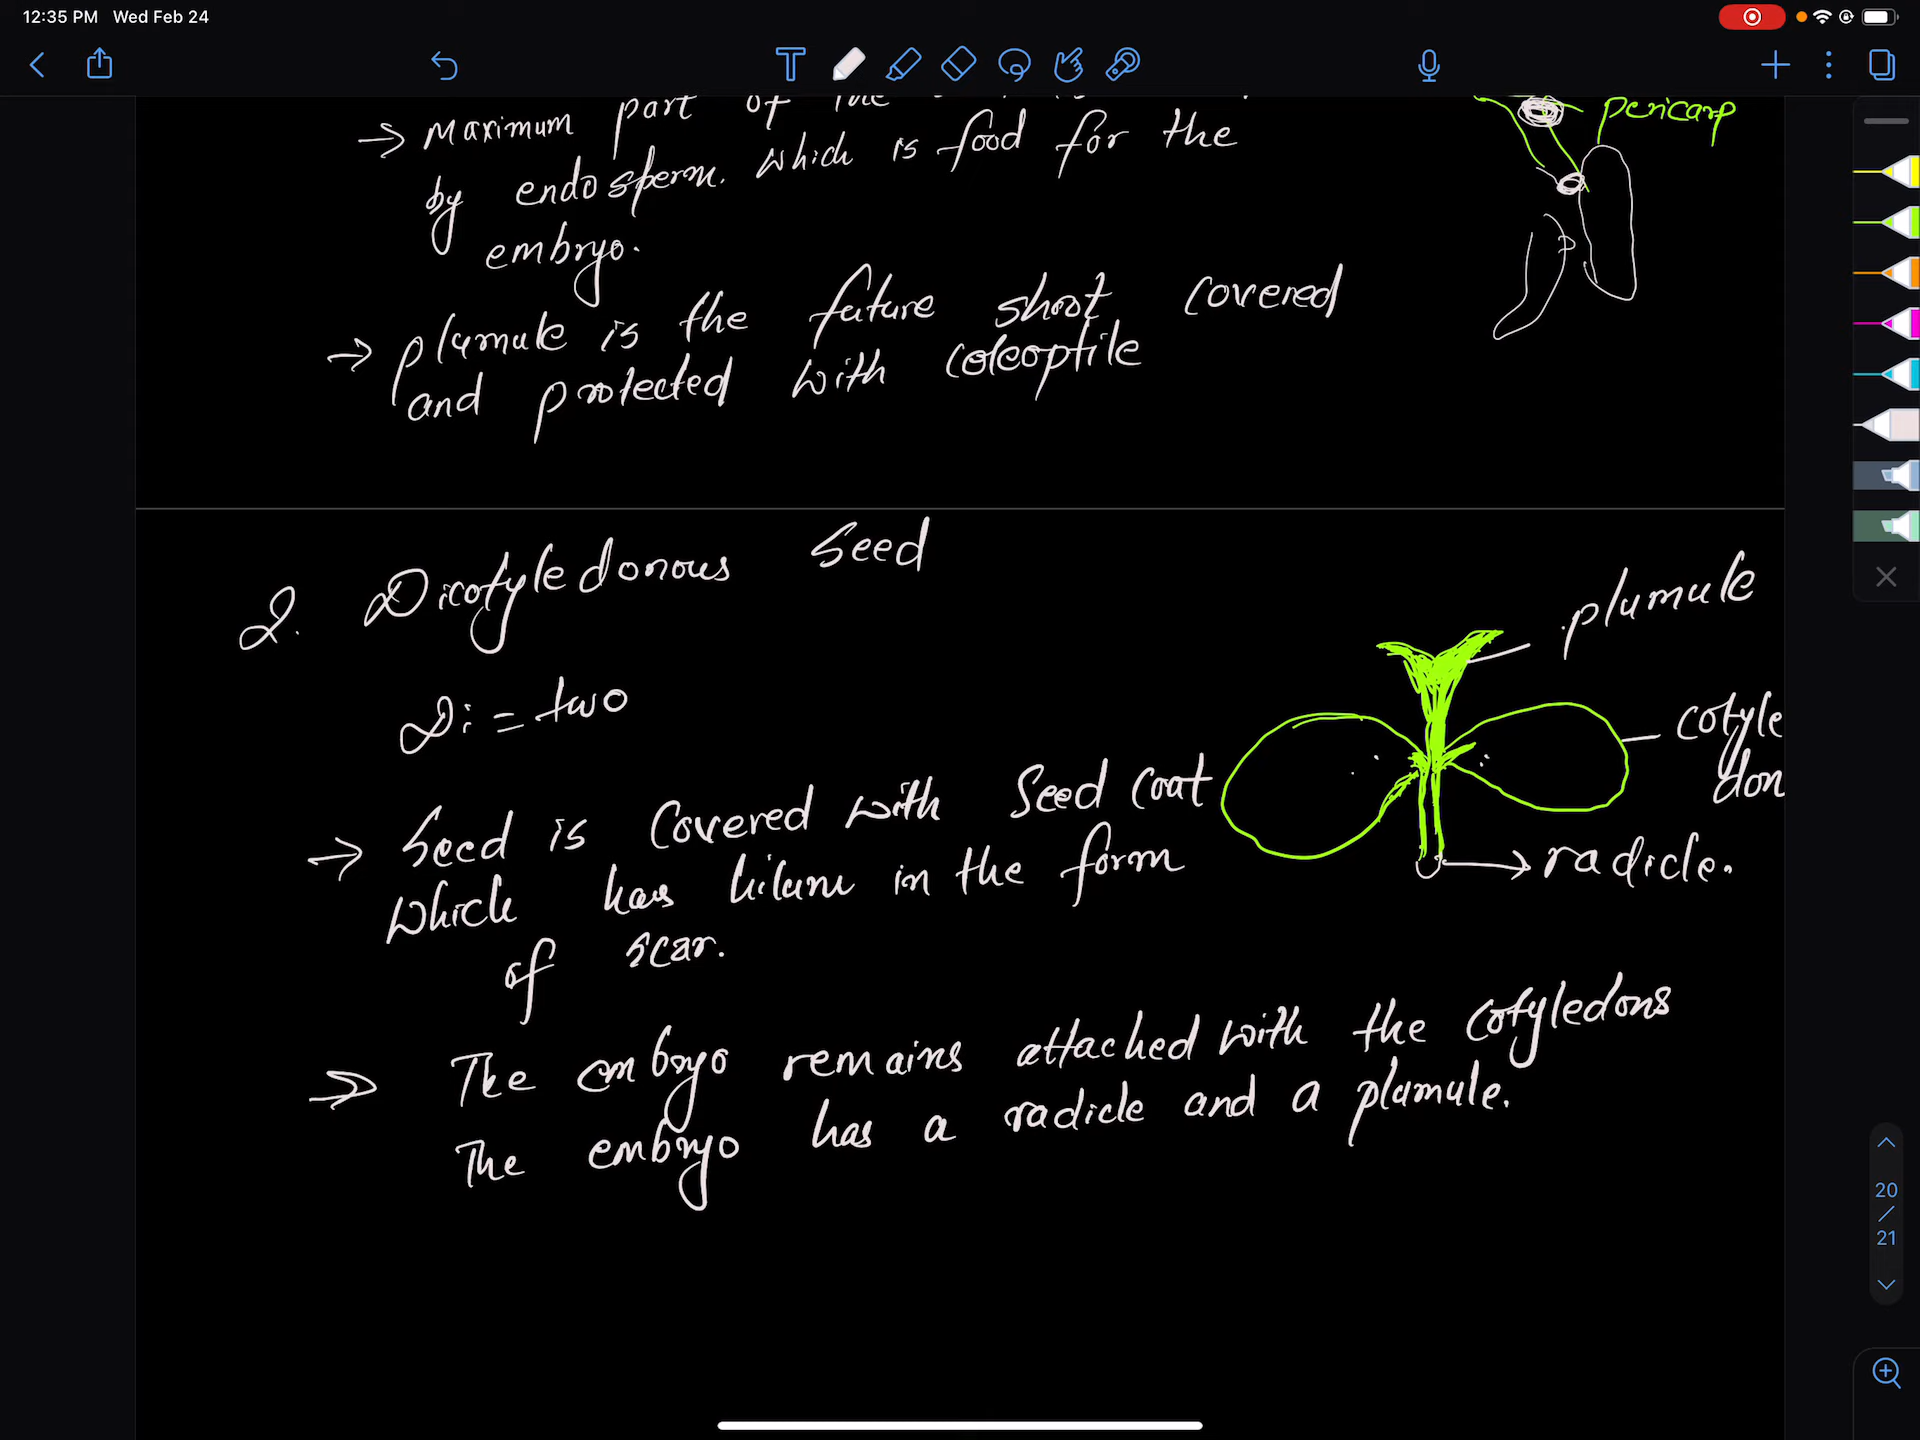 12:35 PM Wed Feb 24
→ Maximum part of the
by endosperm. which is food for the
embryo.
pericarp
→ plumule is the future shoot covered
and protected with coleoptile
2. Dicotyledonous Seed
Di = two
plumule
cotyle
don
→ Seed is covered with Seed coat
which has hilum in the form
of scar.
radicle.
⇒ The embryo remains attached with the cotyledons
The embryo has a radicle and a plumule.
20
/
21